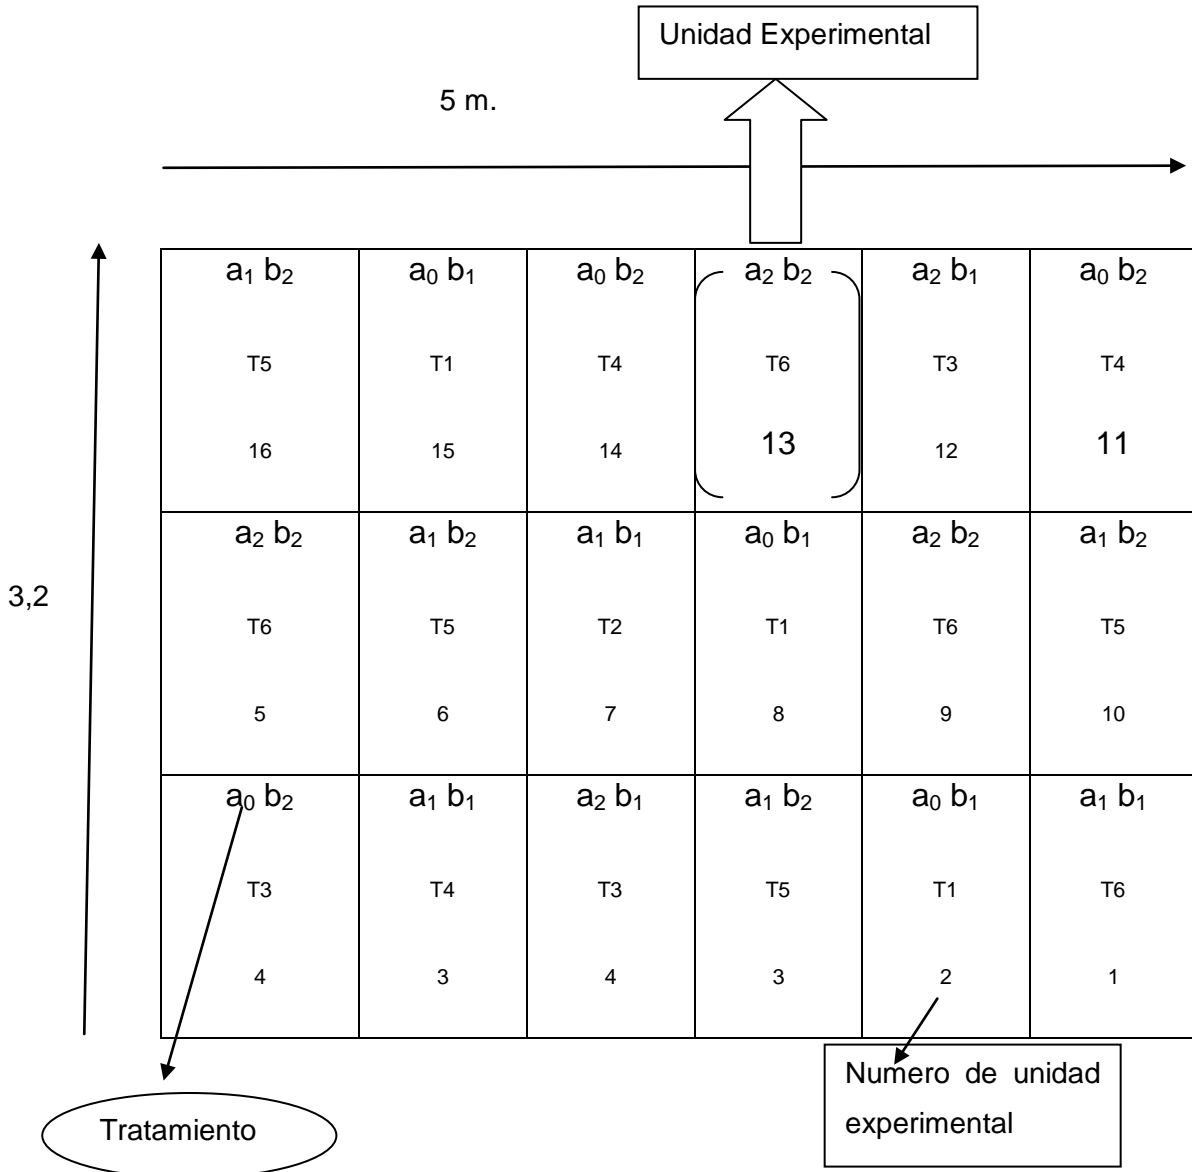 Unidad Experimental
5 m.
a₁ b₂ a₀ b₁ a₀ b₂ a₂ b₂ a₂ b₁ a₀ b₂
T5 T1 T4 T6 T3 T4
16 15 14 13 12 11
a₂ b₂ a₁ b₂ a₁ b₁ a₀ b₁ a₂ b₂ a₁ b₂
3,2
T6 T5 T2 T1 T6 T5
5 6 7 8 9 10
a₀ b₂ a₁ b₁ a₂ b₁ a₁ b₂ a₀ b₁ a₁ b₁
T3 T4 T3 T5 T1 T6
4 3 4 3 2 1
Numero de unidad
experimental
Tratamiento